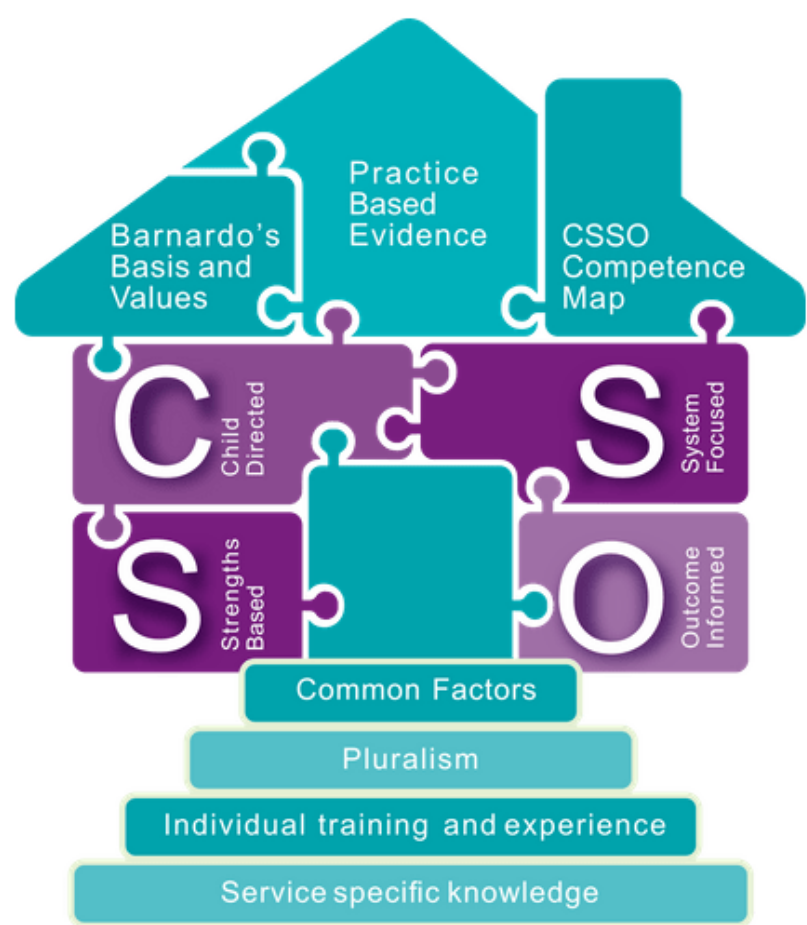 Practice
Based
Evidence
Barnardo's
Basis and
Values
CSSO
Competence
Map
C
Child
Directed
S
System
Focused
S
Strengths
Based
O
Outcome
Informed
Common Factors
Pluralism
Individual training and experience
Service specific knowledge